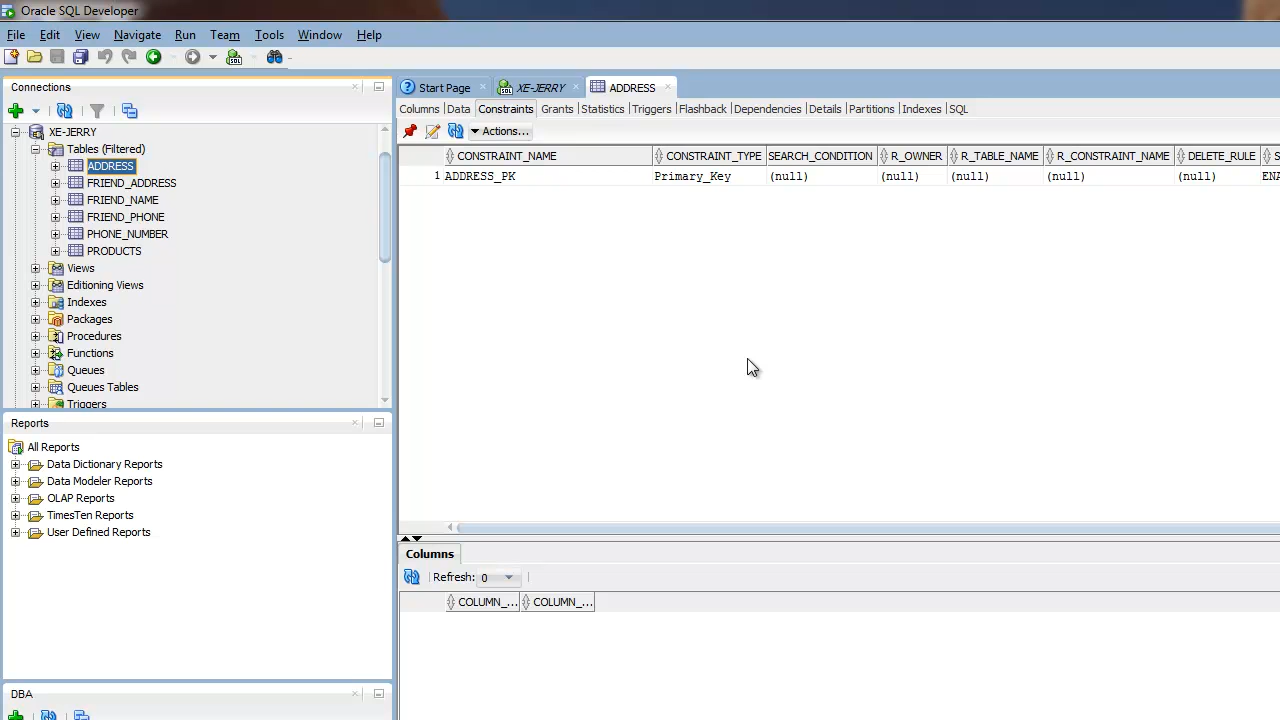 Oracle SQL Developer
File Edit View Navigate Run Team Tools Window Help
Connections
XE-JERRY
Tables (Filtered)
ADDRESS
FRIEND_ADDRESS
FRIEND_NAME
FRIEND_PHONE
PHONE_NUMBER
PRODUCTS
Views
Editioning Views
Indexes
Packages
Procedures
Functions
Queues
Queues Tables
Triggers
Reports
All Reports
Data Dictionary Reports
Data Modeler Reports
OLAP Reports
TimesTen Reports
User Defined Reports
DBA
Start Page XE-JERRY ADDRESS
Columns Data Constraints Grants Statistics Triggers Flashback Dependencies Details Partitions Indexes SQL
Actions...
CONSTRAINT_NAME CONSTRAINT_TYPE SEARCH_CONDITION R_OWNER R_TABLE_NAME R_CONSTRAINT_NAME DELETE_RULE S
1 ADDRESS_PK Primary_Key (null) (null) (null) (null) (null) ENA
Columns
Refresh: 0
COLUMN_... COLUMN_...